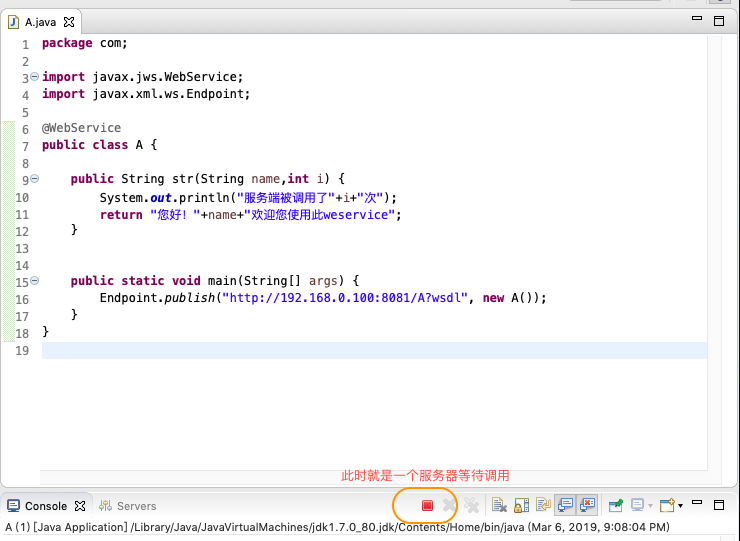 A.java
1 package com;
2
3 import javax.jws.WebService;
4 import javax.xml.ws.Endpoint;
5
6 @WebService
7 public class A {
8
9     public String str(String name,int i) {
10         System.out.println("服务端被调用了"+i+"次");
11         return "您好！"+name+"欢迎您使用此weservice";
12     }
13
14
15     public static void main(String[] args) {
16         Endpoint.publish("http://192.168.0.100:8081/A?wsdl", new A());
17     }
18 }
19
此时就是一个服务器等待调用
Console Servers
A (1) [Java Application] /Library/Java/JavaVirtualMachines/jdk1.7.0_80.jdk/Contents/Home/bin/java (Mar 6, 2019, 9:08:04 PM)